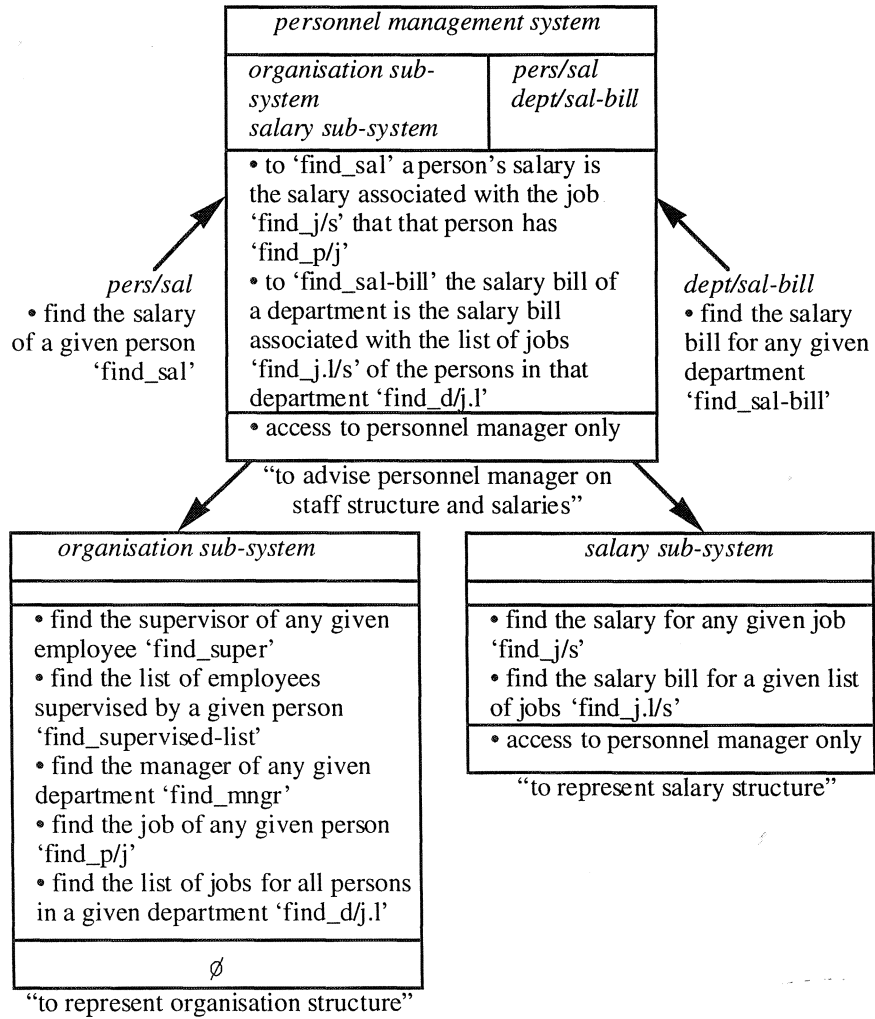 personnel management system
organisation sub-
system
salary sub-system
pers/sal
dept/sal-bill
• to ‘find_sal’ a person’s salary is
the salary associated with the job
‘find_j/s’ that that person has
‘find_p/j’
• to ‘find_sal-bill’ the salary bill of
a department is the salary bill
associated with the list of jobs
‘find_j.l/s’ of the persons in that
department ‘find_d/j.l’
• access to personnel manager only
pers/sal
• find the salary
of a given person
‘find_sal’
dept/sal-bill
• find the salary
bill for any given
department
‘find_sal-bill’
“to advise personnel manager on
staff structure and salaries”
organisation sub-system
• find the supervisor of any given
employee ‘find_super’
• find the list of employees
supervised by a given person
‘find_supervised-list’
• find the manager of any given
department ‘find_mngr’
• find the job of any given person
‘find_p/j’
• find the list of jobs for all persons
in a given department ‘find_d/j.l’
∅
“to represent organisation structure”
salary sub-system
• find the salary for any given job
‘find_j/s’
• find the salary bill for a given list
of jobs ‘find_j.l/s’
• access to personnel manager only
“to represent salary structure”